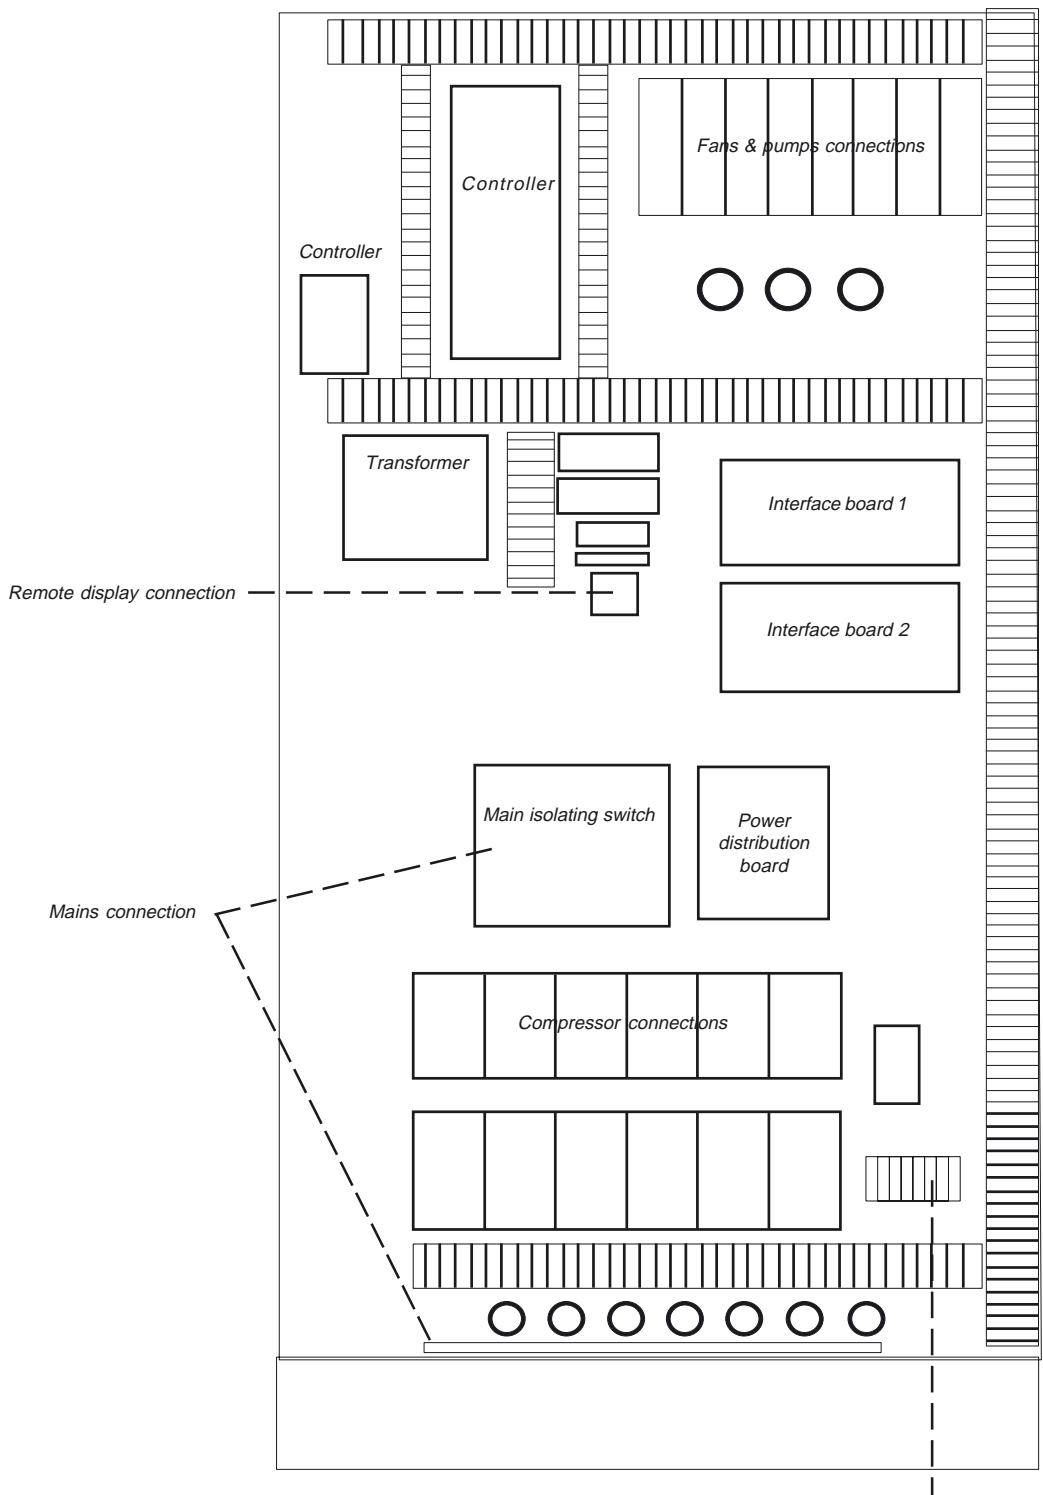 Fans & pumps connections
Controller
Controller
Transformer
Interface board 1
Remote display connection
Interface board 2
Main isolating switch
Power
distribution
board
Mains connection
Compressor connections